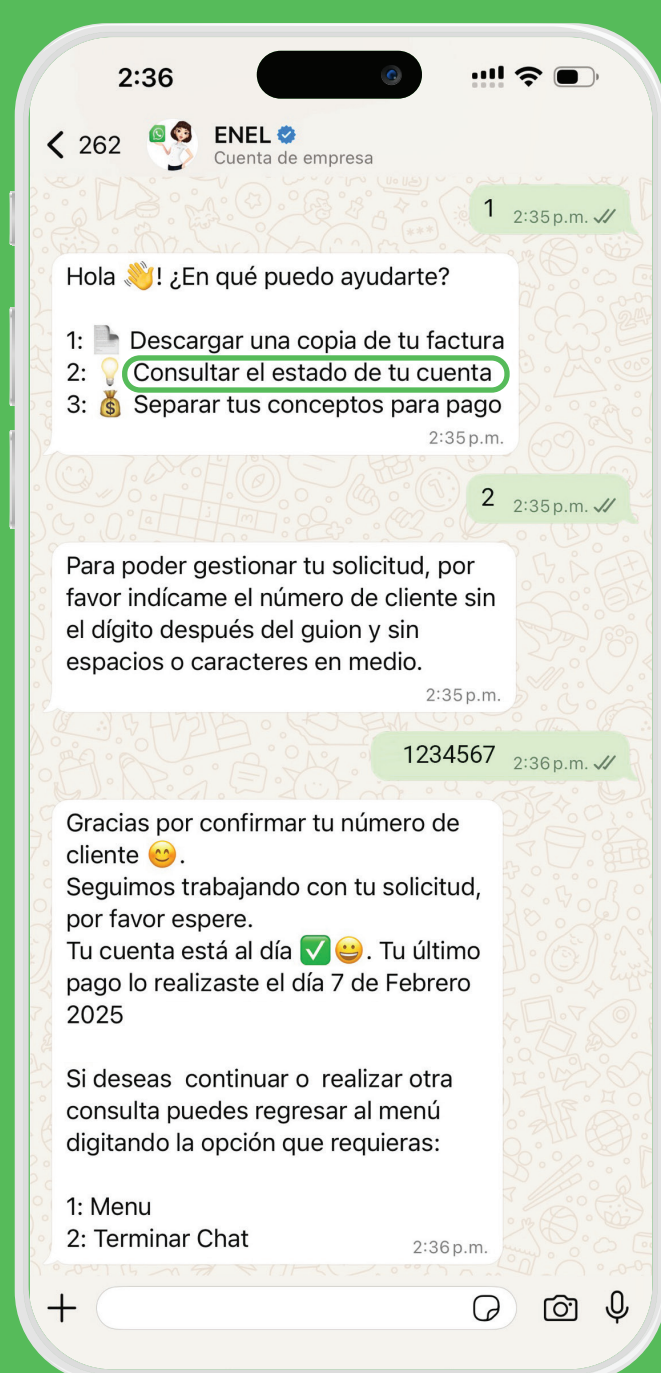 2:36
262
ENEL
Cuenta de empresa
1 2:35 p.m.
Hola 👋! ¿En qué puedo ayudarte?
1: 📄 Descargar una copia de tu factura
2: 💡 Consultar el estado de tu cuenta
3: 💰 Separar tus conceptos para pago
2:35 p.m.
2 2:35 p.m.
Para poder gestionar tu solicitud, por
favor indícame el número de cliente sin
el dígito después del guion y sin
espacios o caracteres en medio.
2:35 p.m.
1234567 2:36 p.m.
Gracias por confirmar tu número de
cliente 😊.
Seguimos trabajando con tu solicitud,
por favor espere.
Tu cuenta está al día ✅😀. Tu último
pago lo realizaste el día 7 de Febrero
2025
Si deseas  continuar o  realizar otra
consulta puedes regresar al menú
digitando la opción que requieras:
1: Menu
2: Terminar Chat
2:36 p.m.